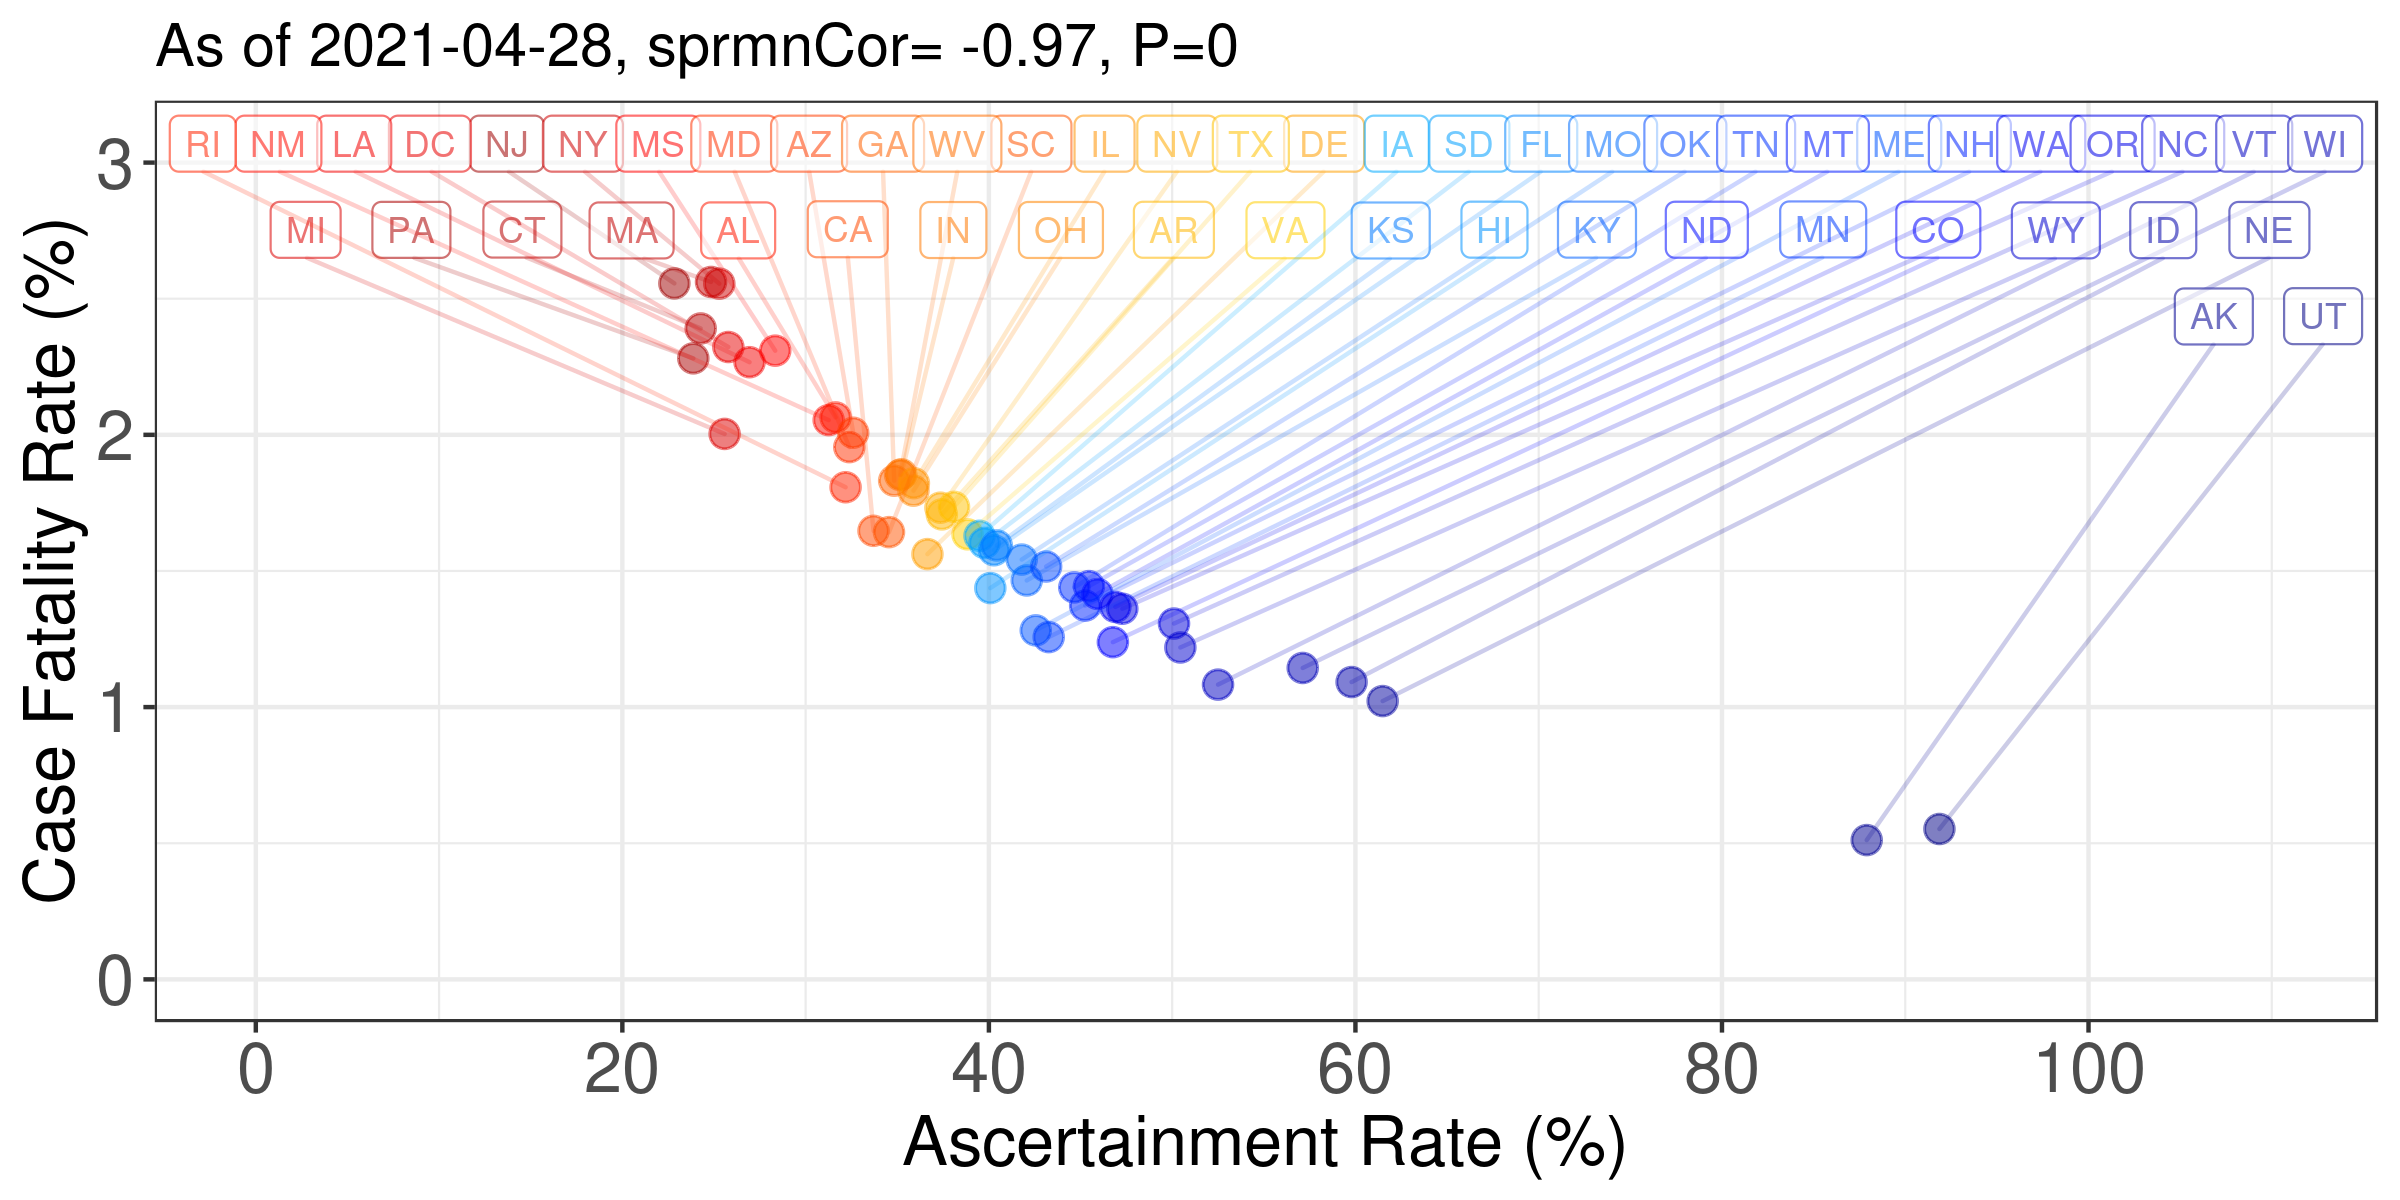 As of 2021-04-28, sprmnCor= -0.97, P=0
RI NM LA DC NJ NY MS MD AZ GA WV SC IL NV TX DE IA SD FL MO OK TN MT ME NH WA OR NC VT WI
MI PA CT MA AL CA IN OH AR VA KS HI KY ND MN CO WY ID NE
AK UT
3
2
1
0
Case Fatality Rate (%)
0 20 40 60 80 100
Ascertainment Rate (%)